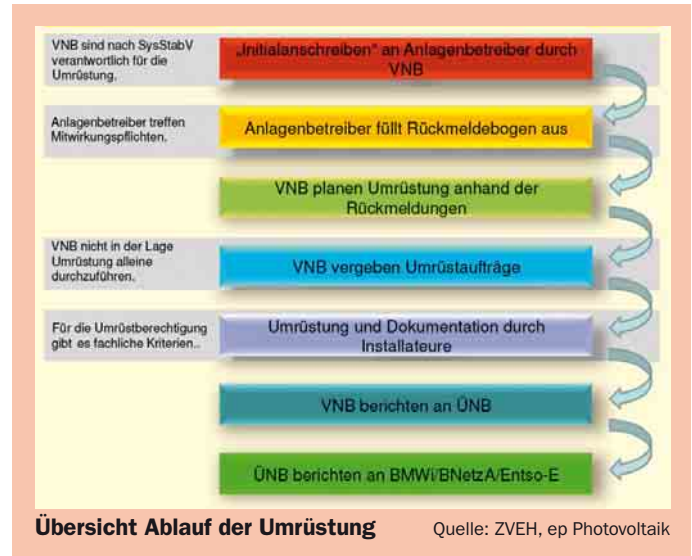 VNB sind nach SysStabV
verantwortlich für die
Umrüstung.
„Initialanschreiben" an Anlagenbetreiber durch
VNB
Anlagenbetreiber treffen
Mitwirkungspflichten.
Anlagenbetreiber füllt Rückmeldebogen aus
VNB planen Umrüstung anhand der
Rückmeldungen
VNB nicht in der Lage
Umrüstung alleine
durchzuführen.
VNB vergeben Umrüstaufträge
Für die Umrüstberechtigung
gibt es fachliche Kriterien..
Umrüstung und Dokumentation durch
Installateure
VNB berichten an ÜNB
ÜNB berichten an BMWi/BNetzA/Entso-E
Übersicht Ablauf der Umrüstung
Quelle: ZVEH, ep Photovoltaik